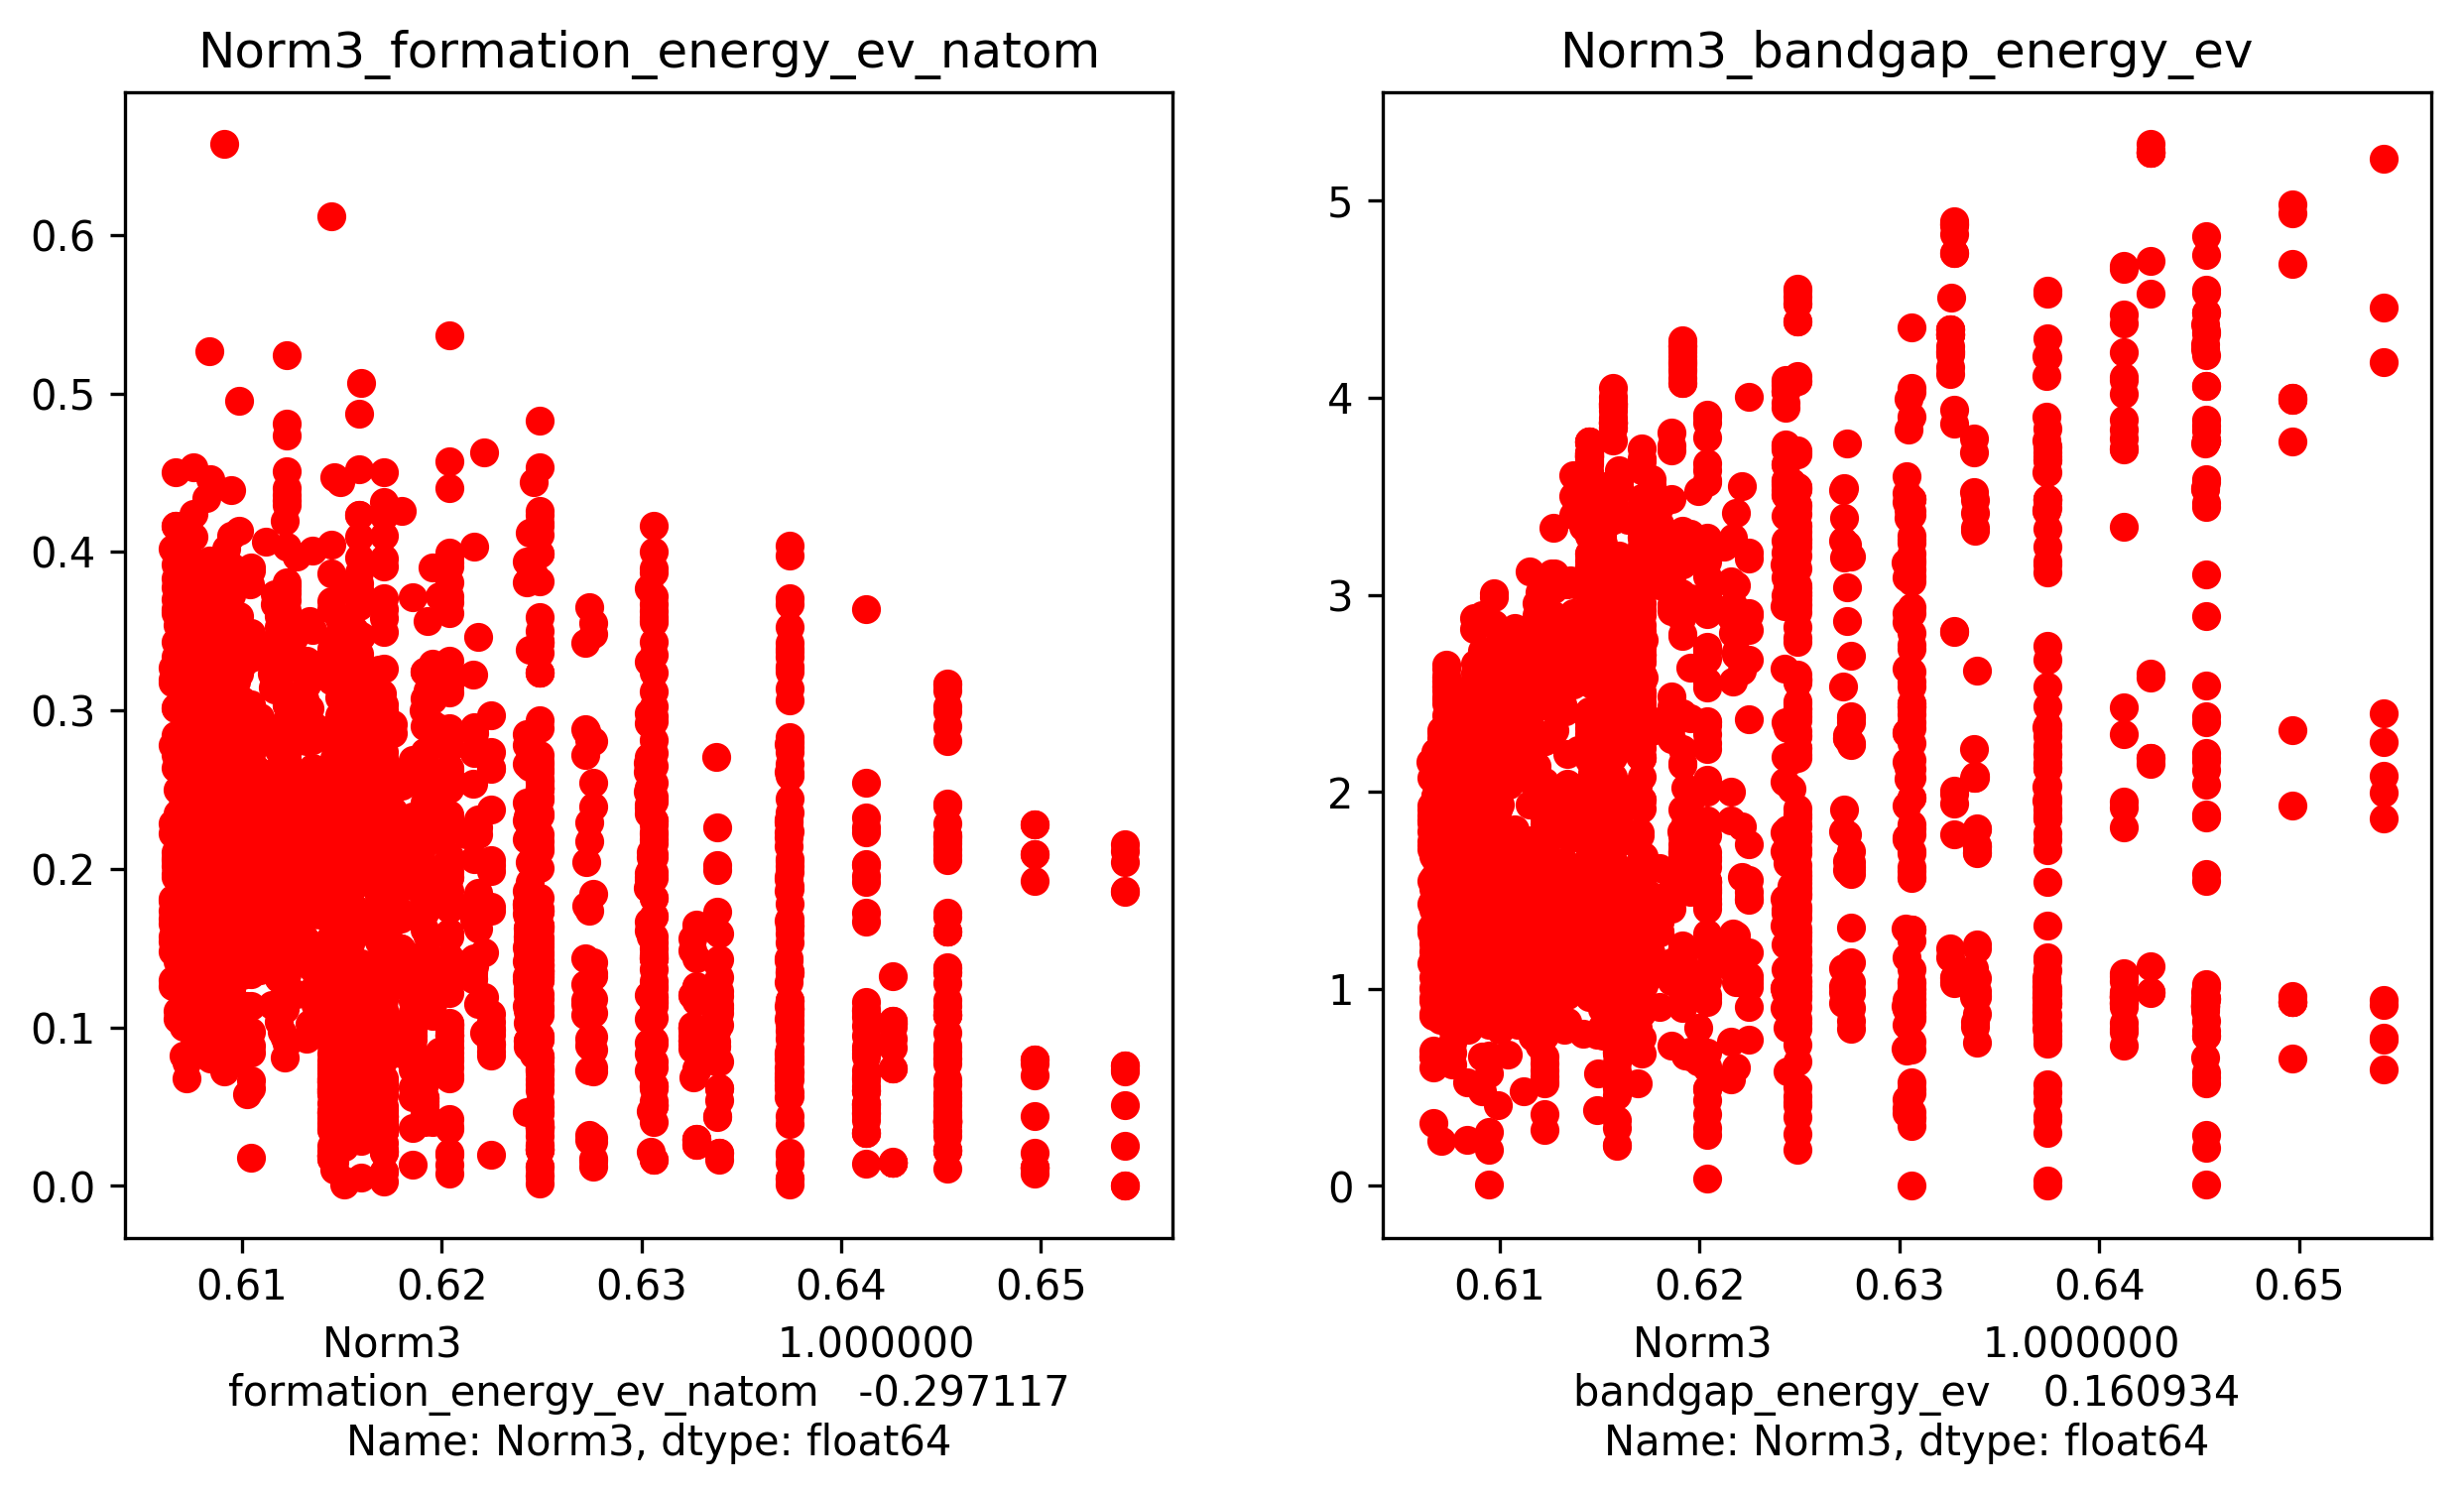 Norm3_formation_energy_ev_natom
0.6
0.5
0.4
0.3
0.2
0.1
0.0
0.61 0.62 0.63 0.64 0.65
Norm3 1.000000
formation_energy_ev_natom -0.297117
Name: Norm3, dtype: float64
Norm3_bandgap_energy_ev
5
4
3
2
1
0
0.61 0.62 0.63 0.64 0.65
Norm3 1.000000
bandgap_energy_ev 0.160934
Name: Norm3, dtype: float64